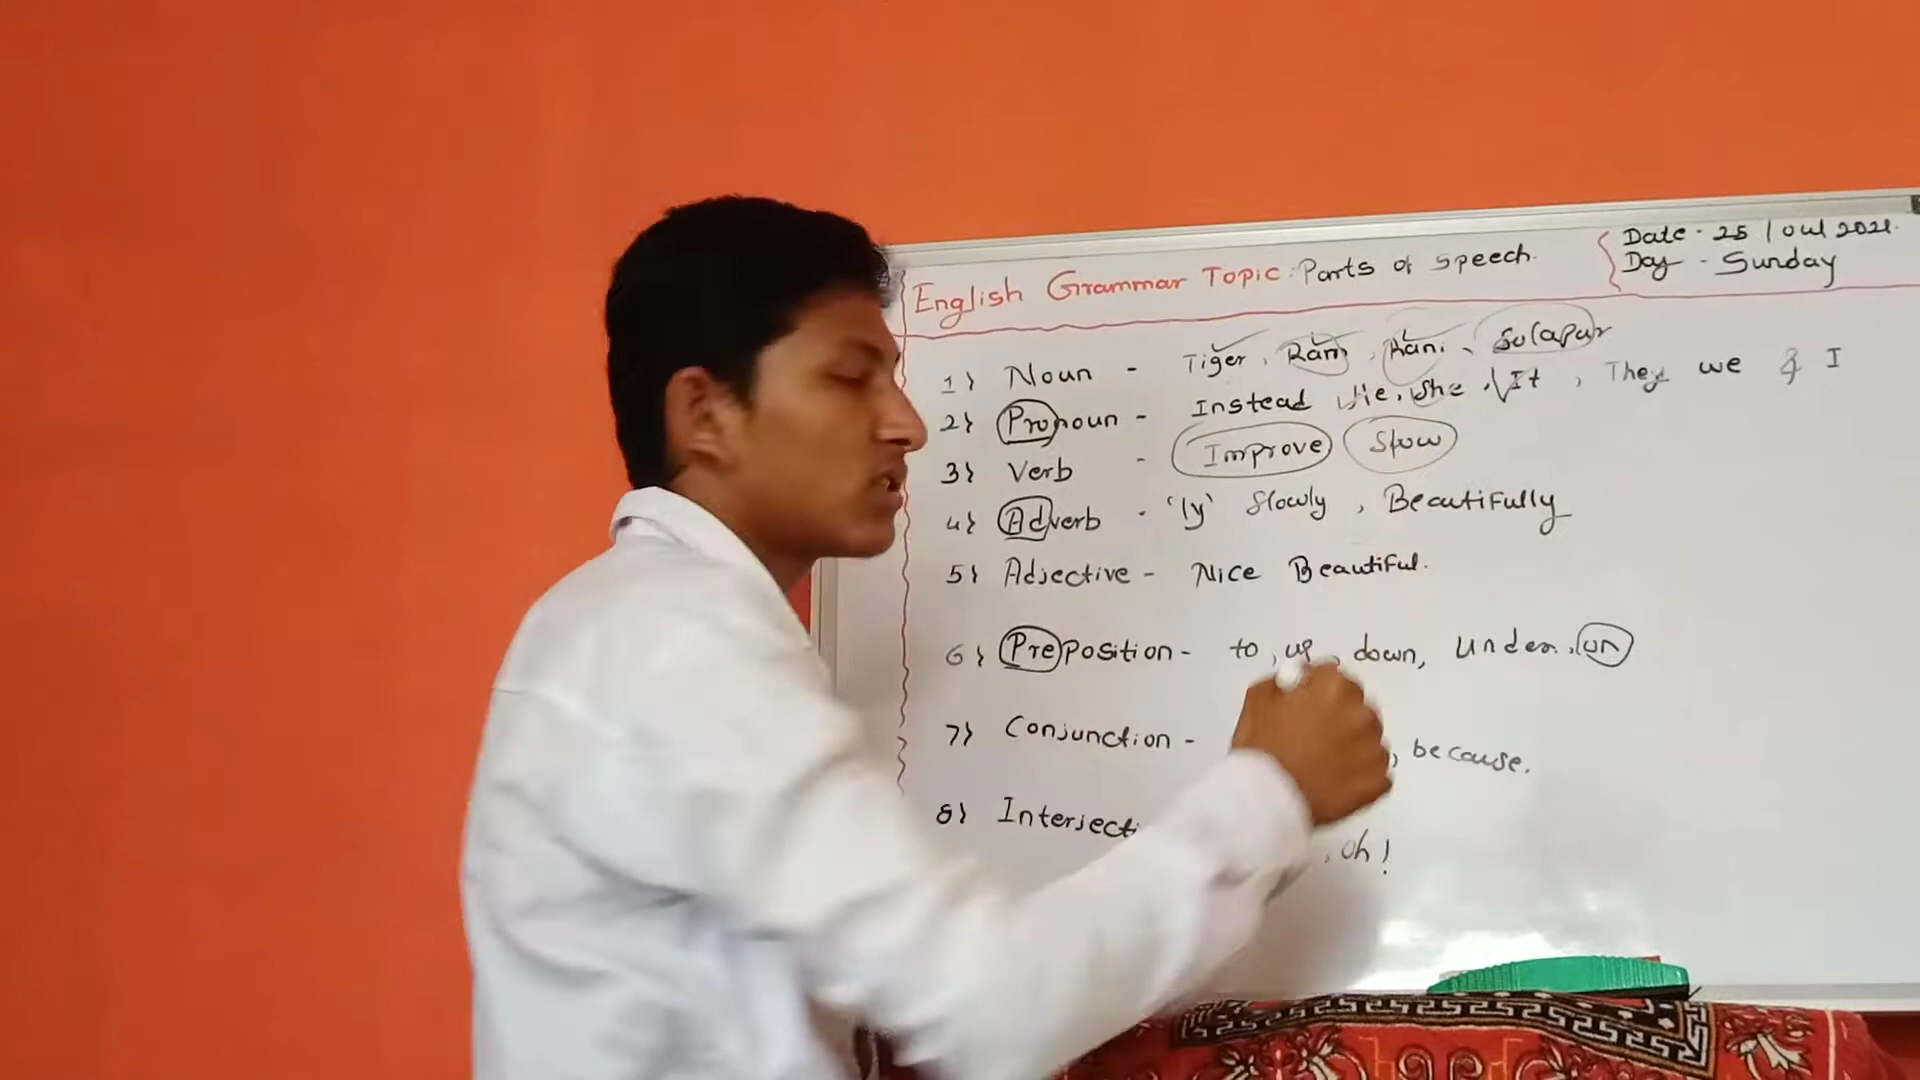 English Grammar Topic : Parts of Speech.
Date - 25 / Jul 2021.
Day - Sunday
1} Noun - Tiger, Ram, Rani, Solapur
2} Pronoun - Instead He, She, It, They we & I
3} Verb - Improve
4} Adverb - 'ly' Slowly, Beautifully
5} Adjective - Nice Beautiful.
6} Preposition - to, up, down, under, on
7} Conjunction - , because.
8} Interjecti , oh!